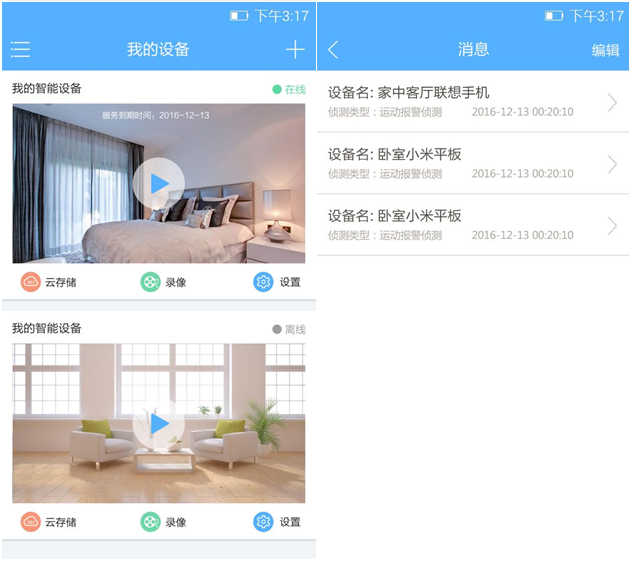 下午3:17
我的设备
我的智能设备
在线
服务到期时间：2016-12-13
云存储
录像
设置
我的智能设备
离线
云存储
录像
设置
下午3:17
消息
编辑
设备名: 家中客厅联想手机
侦测类型：运动报警侦测 2016-12-13 00:20:10
设备名: 卧室小米平板
侦测类型：运动报警侦测 2016-12-13 00:20:10
设备名: 卧室小米平板
侦测类型：运动报警侦测 2016-12-13 00:20:10